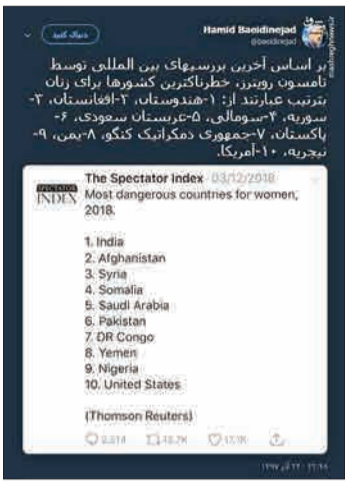 Hamid Baeidinejad
@baeidinejad
دنبال کنید
mashreghnews.ir
بر اساس آخرین بررسیهای بین المللی توسط
تامسون رویترز، خطرناکترین کشورها برای زنان
بترتیب عبارتند از: ۱-هندوستان، ۲-افغانستان، ۳-
سوریه، ۴-سومالی، ۵-عربستان سعودی، ۶-
پاکستان، ۷-جمهوری دمکراتیک کنگو، ۸-یمن، ۹-
نیجریه، ۱۰-آمریکا.
SPECTATOR
INDEX
The Spectator Index 03/12/2018
Most dangerous countries for women,
2018.
1. India
2. Afghanistan
3. Syria
4. Somalia
5. Saudi Arabia
6. Pakistan
7. DR Congo
8. Yemen
9. Nigeria
10. United States
(Thomson Reuters)